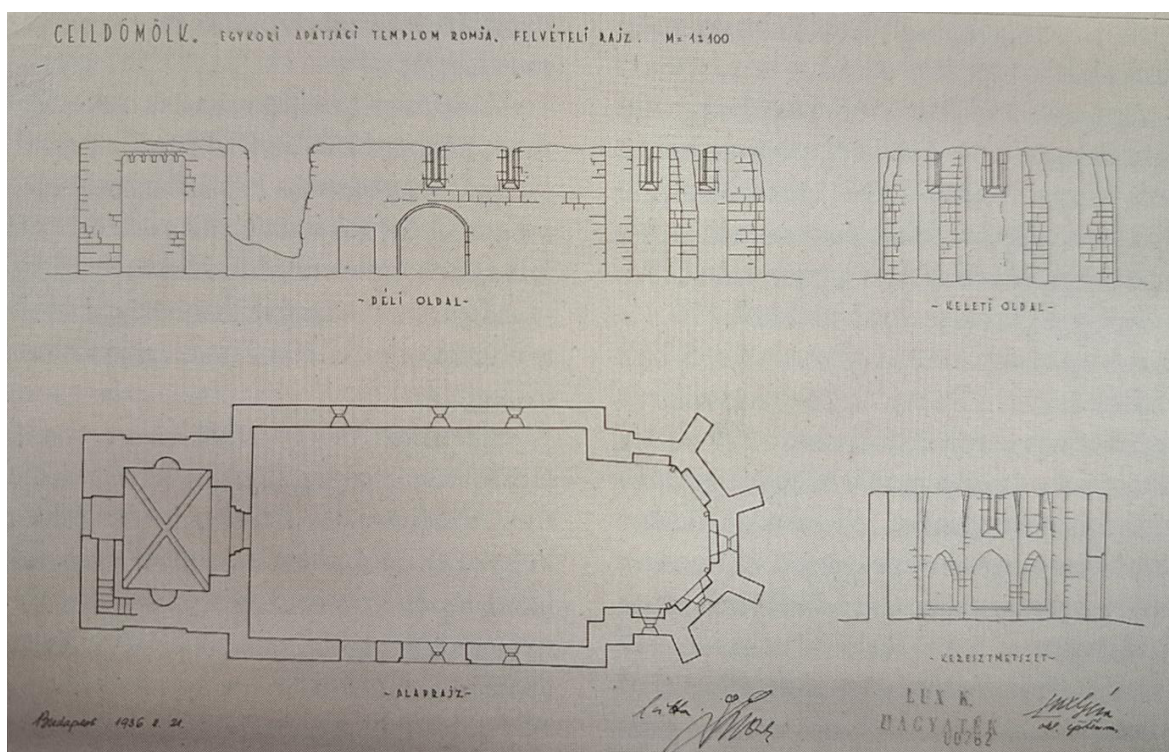 CELLDÖMÖLK. EGYKORI APÁTSÁGI TEMPLOM ROMJA. FELVÉTELI RAJZ. M= 1:100
- DÉLI OLDAL -
- KELETI OLDAL -
- ALAPRAJZ -
- KERESZTMETSZET -
Budapest 1936
LUX K.
HAGYATÉK
00782